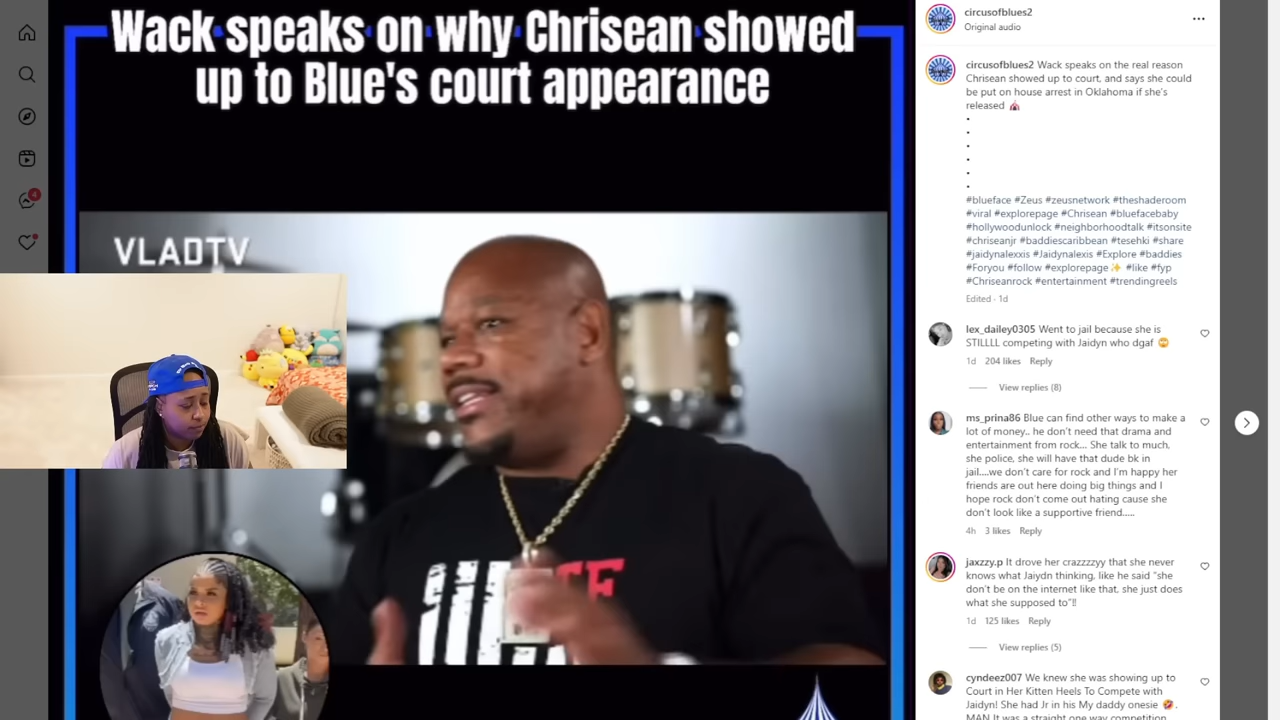 Wack speaks on why Chrisean showed
up to Blue's court appearance
VLADTV
4
circusofblues2
Original audio
circusofblues2 Wack speaks on the real reason
Chrisean showed up to court, and says she could
be put on house arrest in Oklahoma if she's
released 🎪
•
•
•
•
•
•
#blueface #Zeus #zeusnetwork #theshaderoom
#viral #explorepage #Chrisean #bluefacebaby
#hollywoodunlock #neighborhoodtalk #itsonsite
#chriseanjr #baddiescaribbean #tesehki #share
#jaidynalexxis #Jaidynalexis #Explore #baddies
#Foryou #follow #explorepage✨ #like #fyp
#Chriseanrock #entertainment #trendingreels
Edited · 1d
lex_dailey0305 Went to jail because she is
STILLLL competing with Jaidyn who dgaf 🙄
1d 204 likes Reply
View replies (8)
ms_prina86 Blue can find other ways to make a
lot of money.. he don't need that drama and
entertainment from rock... She talk to much,
she police, she will have that dude bk in
jail....we don't care for rock and I'm happy her
friends are out here doing big things and I
hope rock don't come out hating cause she
don't look like a supportive friend.....
4h 3 likes Reply
jaxzzy.p It drove her crazzzzyy that she never
knows what Jaiydn thinking, like he said “she
don't be on the internet like that, she just does
what she supposed to”!!
1d 125 likes Reply
View replies (5)
cyndeez007 We knew she was showing up to
Court in Her Kitten Heels To Compete with
Jaidyn! She had Jr in his My daddy onesie 🤣.
MAN It was a straight one way competition